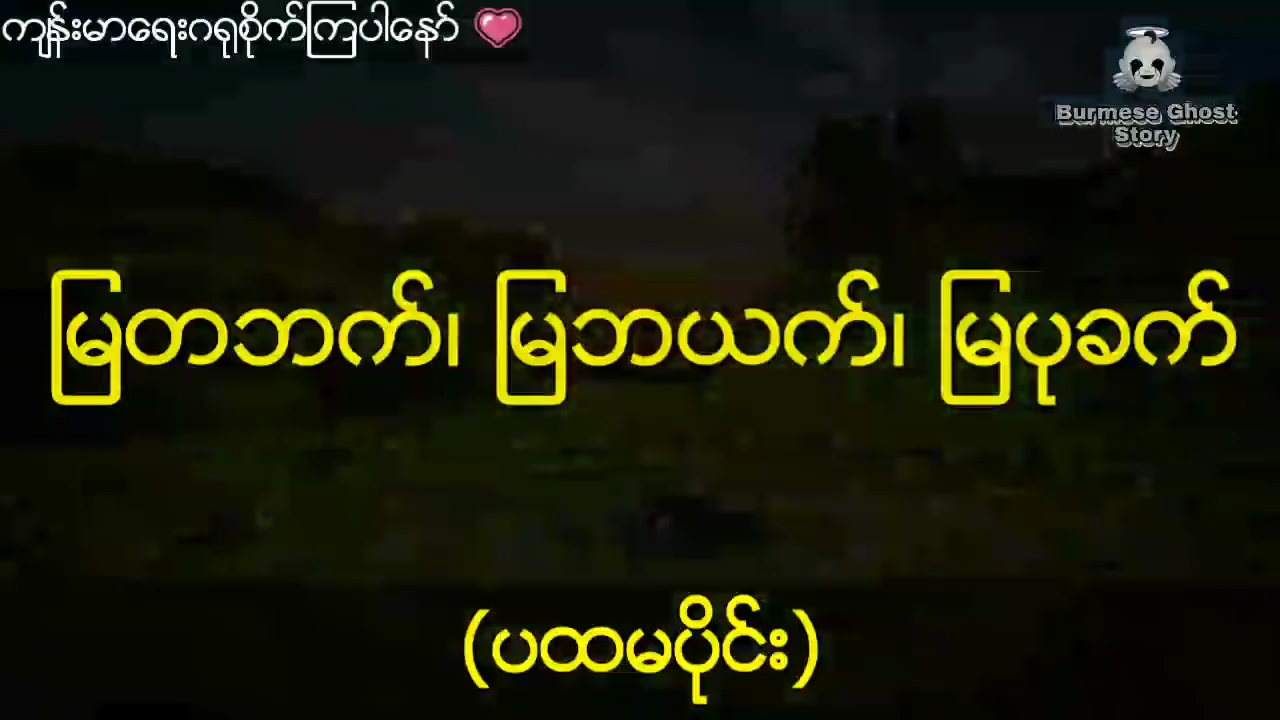 ကျန်းမာရေးဂရုစိုက်ကြပါနော် 💗
Burmese Ghost
Story
မြတဘက်၊ မြဘယက်၊ မြပုခက်
(ပထမပိုင်း)